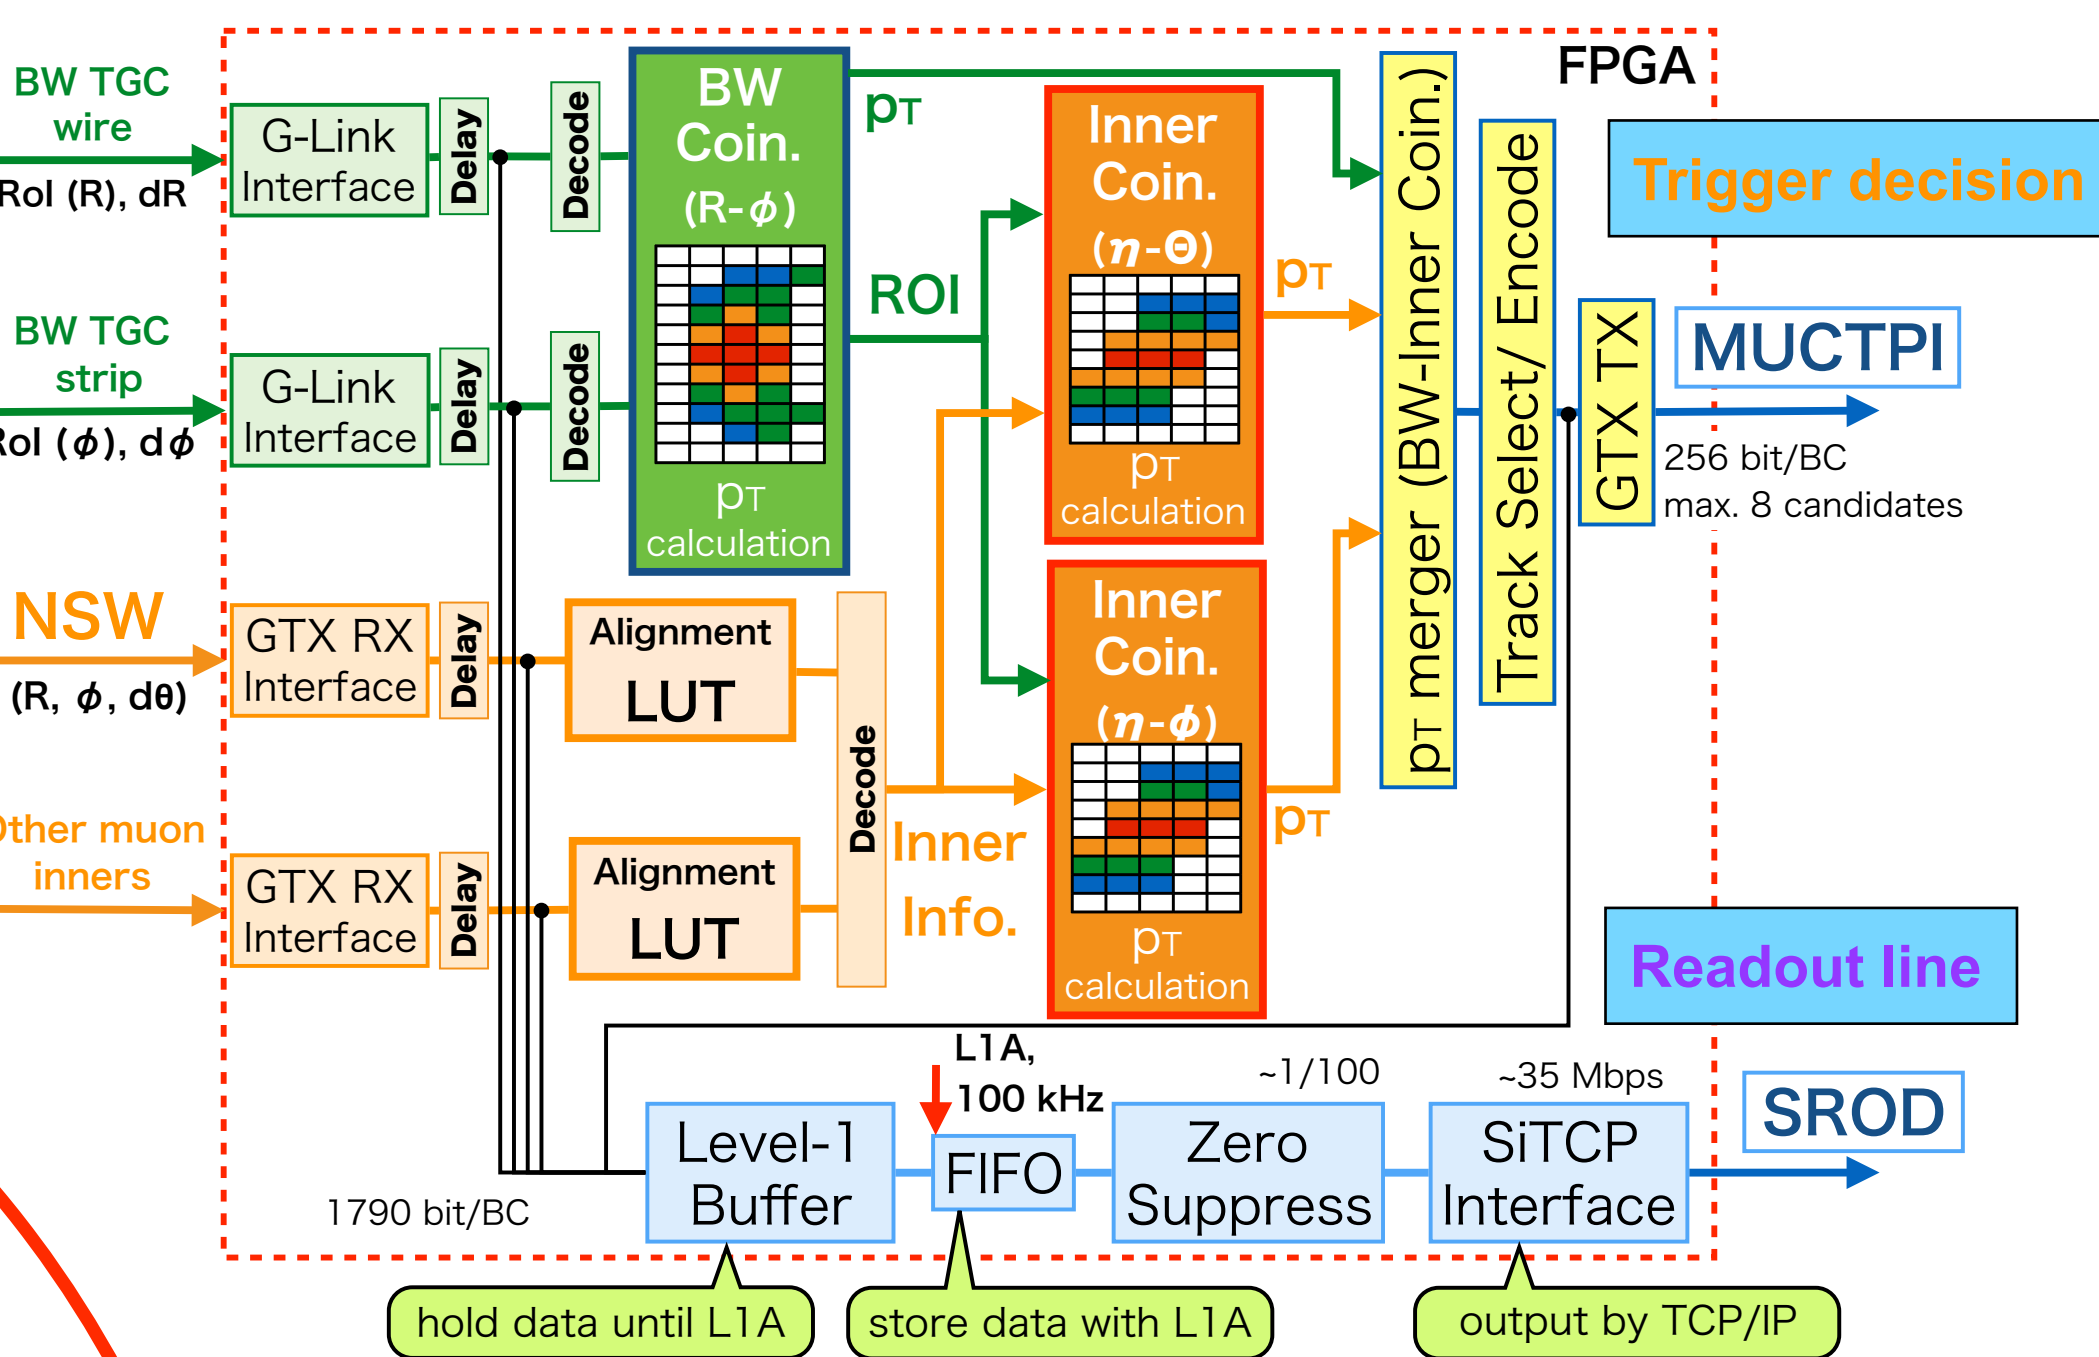 FPGA
BW TGC
wire
RoI (R), dR
G-Link
Interface
Delay
Decode
BW
Coin.
(R-ϕ)
pT
calculation
pT
ROI
BW TGC
strip
RoI (ϕ), dϕ
G-Link
Interface
Delay
Decode
NSW
(R, ϕ, dθ)
GTX RX
Interface
Delay
Alignment
LUT
Other muon
inners
GTX RX
Interface
Delay
Alignment
LUT
Decode
Inner
Info.
Inner
Coin.
(η-Θ)
pT
calculation
pT
Inner
Coin.
(η-ϕ)
pT
calculation
pT
pT merger (BW-Inner Coin.)
Track Select/ Encode
GTX TX
Trigger decision
MUCTPI
256 bit/BC
max. 8 candidates
Readout line
1790 bit/BC
Level-1
Buffer
L1A,
100 kHz
FIFO
~1/100
Zero
Suppress
~35 Mbps
SiTCP
Interface
SROD
hold data until L1A
store data with L1A
output by TCP/IP